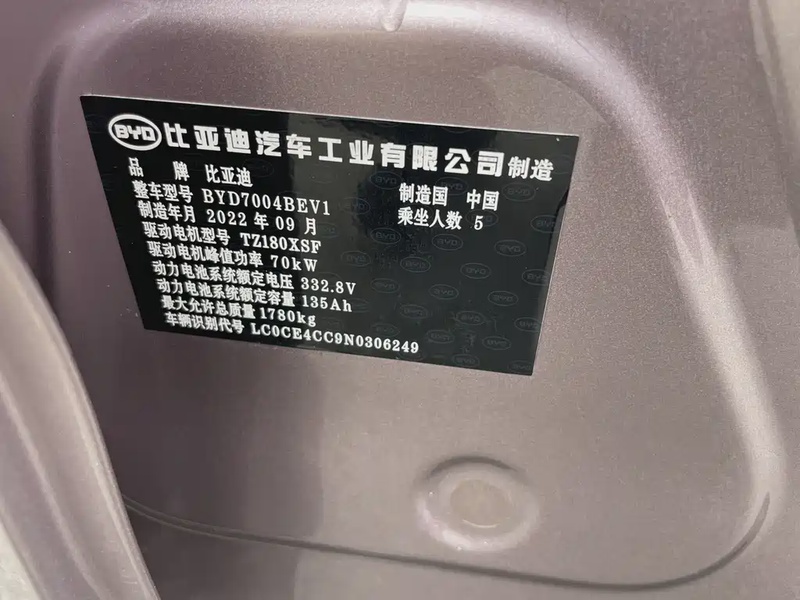 BYD 比亚迪汽车工业有限公司制造
品 牌 比亚迪
整车型号 BYD7004BEV1
制造国 中国
制造年月 2022 年 09 月
乘坐人数 5
驱动电机型号 TZ180XSF
驱动电机峰值功率 70kW
动力电池系统额定电压 332.8V
动力电池系统额定容量 135Ah
最大允许总质量 1780kg
车辆识别代号 LC0CE4CC9N0306249